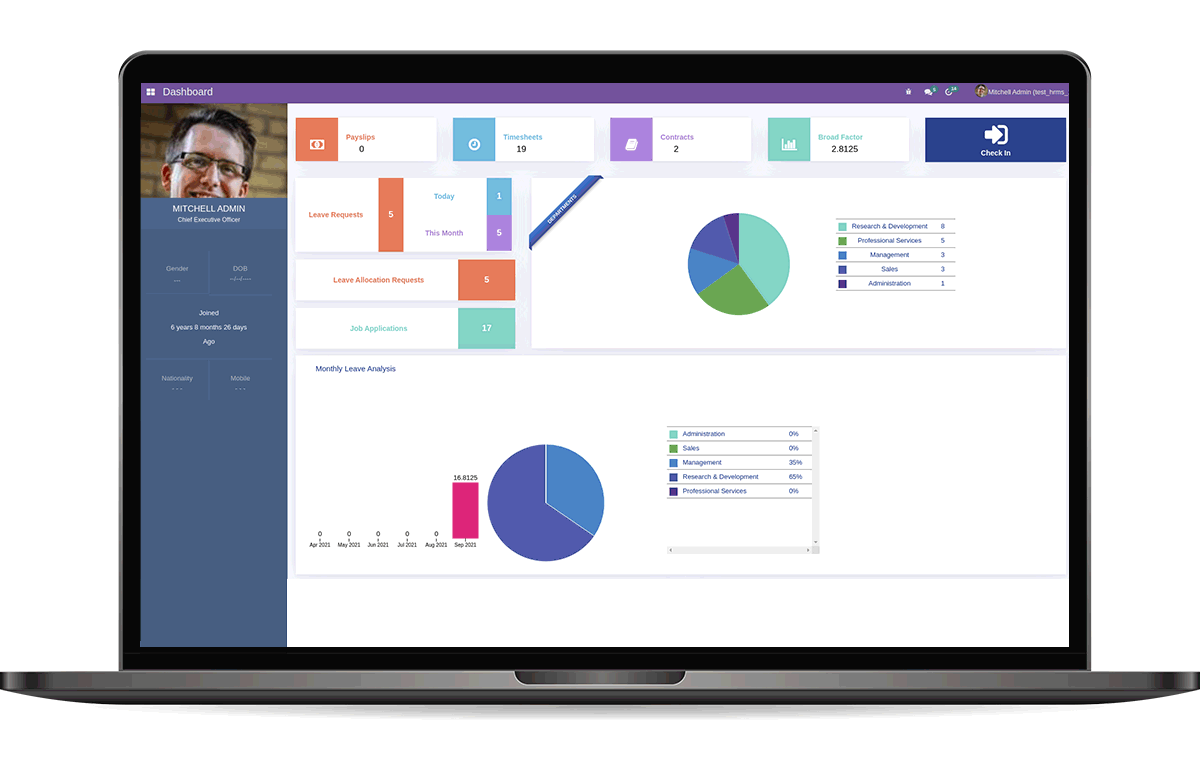 Dashboard
5
14
Mitchell Admin (test_hrms_
MITCHELL ADMIN
Chief Executive Officer
Gender
DOB
---
--/--/----
Joined
6 years 8 months 26 days
Ago
Nationality
Mobile
- - -
- - -
Payslips
0
Timesheets
19
Contracts
2
Broad Factor
2.8125
Check In
Leave Requests
5
Today
1
This Month
5
Leave Allocation Requests
5
Job Applications
17
DEPARTMENTS
Research & Development 8
Professional Services 5
Management 3
Sales 3
Administration 1
Monthly Leave Analysis
16.8125
0 0 0 0 0
Apr 2021 May 2021 Jun 2021 Jul 2021 Aug 2021 Sep 2021
Administration 0%
Sales 0%
Management 35%
Research & Development 65%
Professional Services 0%